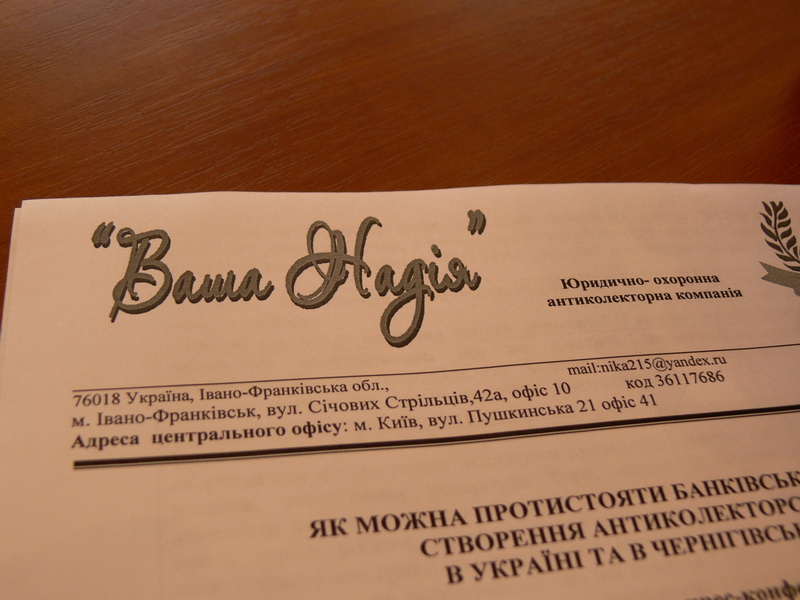 “Ваша Надія”
Юридично- охоронна
антиколекторна компанія
mail:nika215@yandex.ru
76018 Україна, Івано-Франківська обл.,
код 36117686
м. Івано-Франківськ, вул. Січових Стрільців,42а, офіс 10
Адреса центрального офісу: м. Київ, вул. Пушкинська 21 офіс 41
ЯК МОЖНА ПРОТИСТОЯТИ БАНКІВСЬК
СТВОРЕННЯ АНТИКОЛЕКТОРС
В УКРАЇНІ ТА В ЧЕРНІГІВСЬ